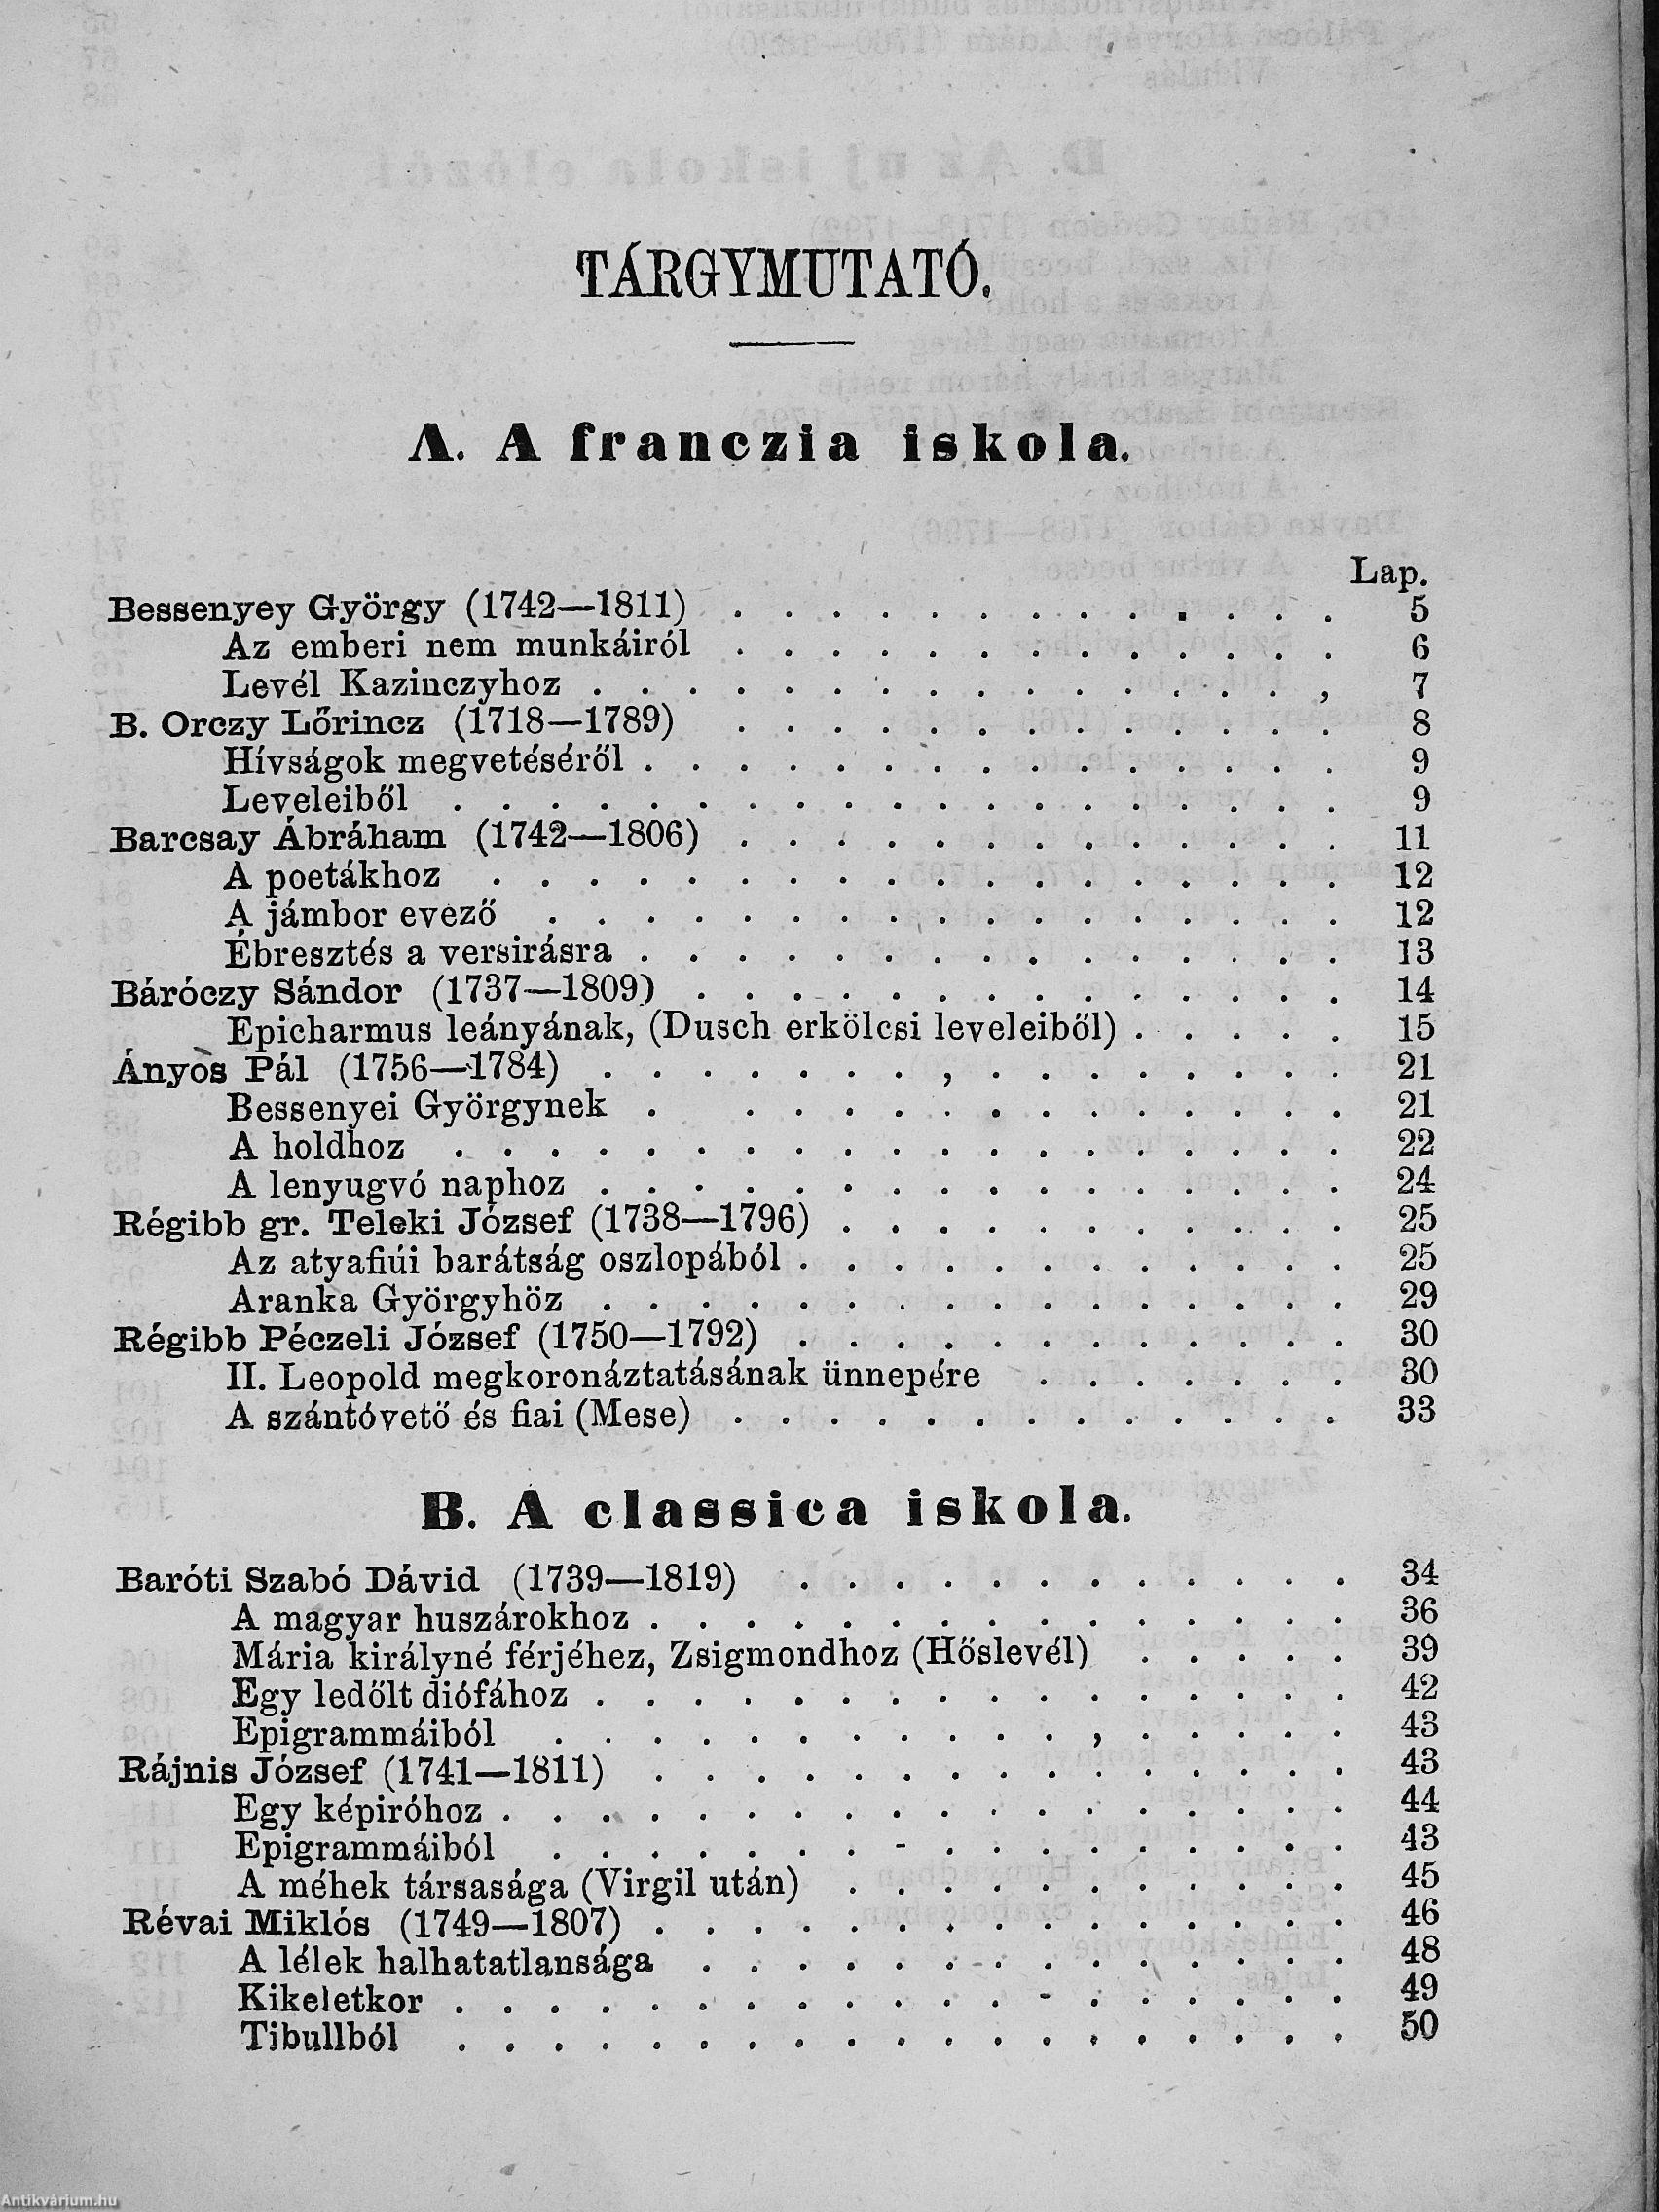 TÁRGYMUTATÓ.
A. A franczia iskola.
Lap.
Bessenyey György (1742—1811) . . . . . . . . . . . . . 5
Az emberi nem munkáiról . . . . . . . . . . . . . 6
Levél Kazinczyhoz . . . . . . . . . . . . . . . , 7
B. Orczy Lőrincz (1718—1789) . . . . . . . . . . . . . 8
Hívságok megvetéséről . . . . . . . . . . . . . . . 9
Leveleiből . . . . . . . . . . . . . . . . . . . 9
Barcsay Ábráham (1742—1806) . . . . . . . . . . . . . 11
A poetákhoz . . . . . . . . . . . . . . . . . . 12
A jámbor evező . . . . . . . . . . . . . . . . . 12
Ébresztés a versirásra . . . . . . . . . . . . . . . 13
Báróczy Sándor (1737—1809) . . . . . . . . . . . . . . 14
Epicharmus leányának, (Dusch erkölcsi leveleiből) . . . . . 15
Ányos Pál (1756—1784) . . . . . . . , . . . . . . . . 21
Bessenyei Györgynek . . . . . . . . . . . . . . 21
A holdhoz . . . . . . . . . . . . . . . . . . . 22
A lenyugvó naphoz . . . . . . . . . . . . . . . . 24
Régibb gr. Teleki József (1738—1796) . . . . . . . . . . . 25
Az atyafiúi barátság oszlopából . . . . . . . . . . . . 25
Aranka Györgyhöz . . . . . . . . . . . . . . . . 29
Régibb Péczeli József (1750—1792) . . . . . . . . . . . . 30
II. Leopold megkoronáztatásának ünnepére . . . . . . . 30
A szántóvető és fiai (Mese) . . . . . . . . . . . . . 33
B. A classica iskola.
Baróti Szabó Dávid (1739—1819) . . . . . . . . . . . . 34
A magyar huszárokhoz . . . . . . . . . . . . . . . 36
Mária királyné férjéhez, Zsigmondhoz (Hőslevél) . . . . . 39
Egy ledőlt diófához . . . . . . . . . . . . . . . . 42
Epigrammáiból . . . . . . . . . . . , . . . . . 43
Rájnis József (1741—1811) . . . . . . . . . . . . . . . 43
Egy képiróhoz . . . . . . . . . . . . . . . . . . 44
Epigrammáiból . . . . . . . - . . . . . . . . . 43
A méhek társasága (Virgil után) . . . . . . . . . . . 45
Révai Miklós (1749—1807) . . . . . . . . . . . . . . . 46
A lélek halhatatlansága . . . . . . . . . . . . . . 48
Kikeletkor . . . . . . . . . . . . . . . . . . . 49
Tibullból . . . . . . . . . . . . . . . . . . . 50
Antikvárium.hu